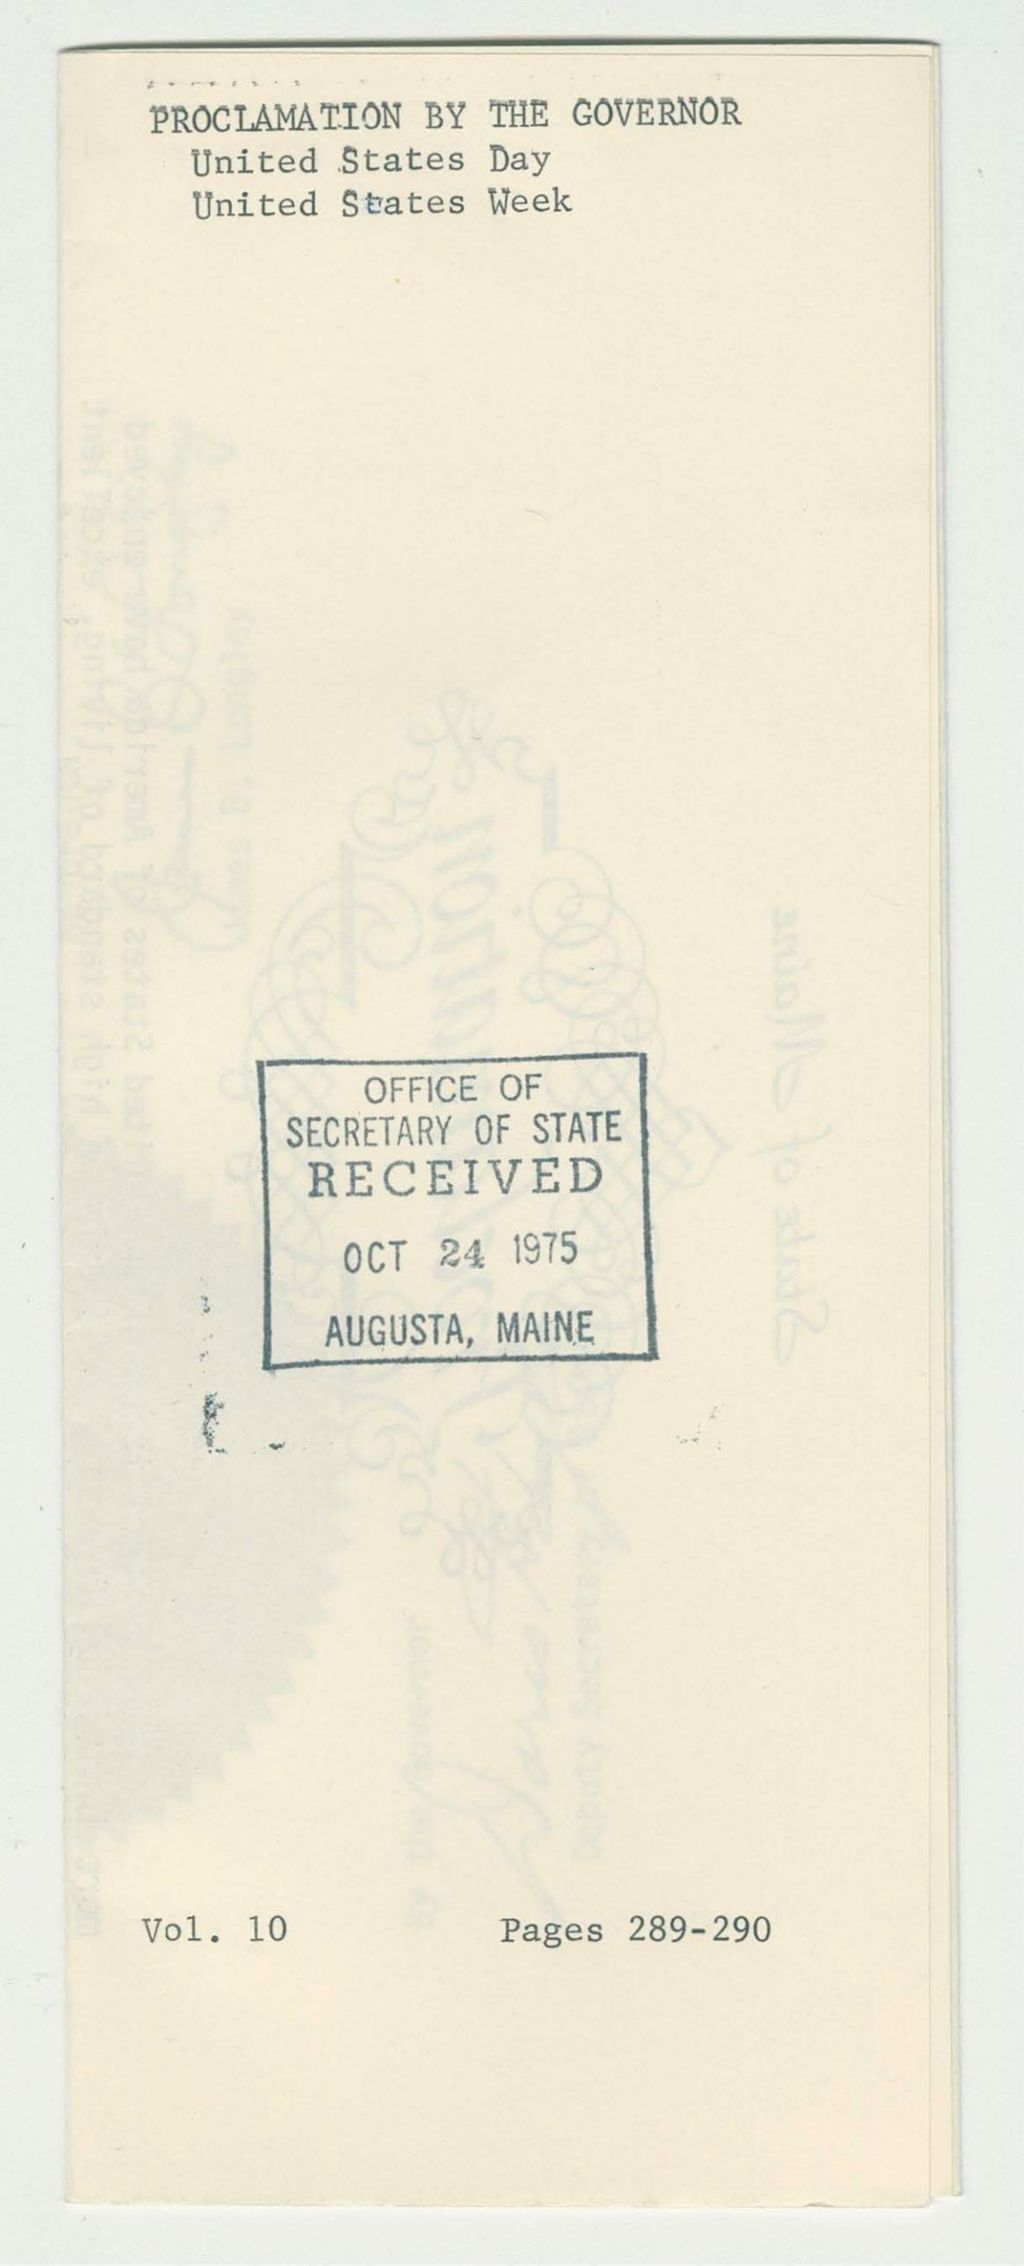 PROCLAMATION BY THE GOVERNOR
United States Day
United States Week
OFFICE OF
SECRETARY OF STATE
RECEIVED
OCT 24 1975
AUGUSTA, MAINE
Vol. 10 Pages 289-290